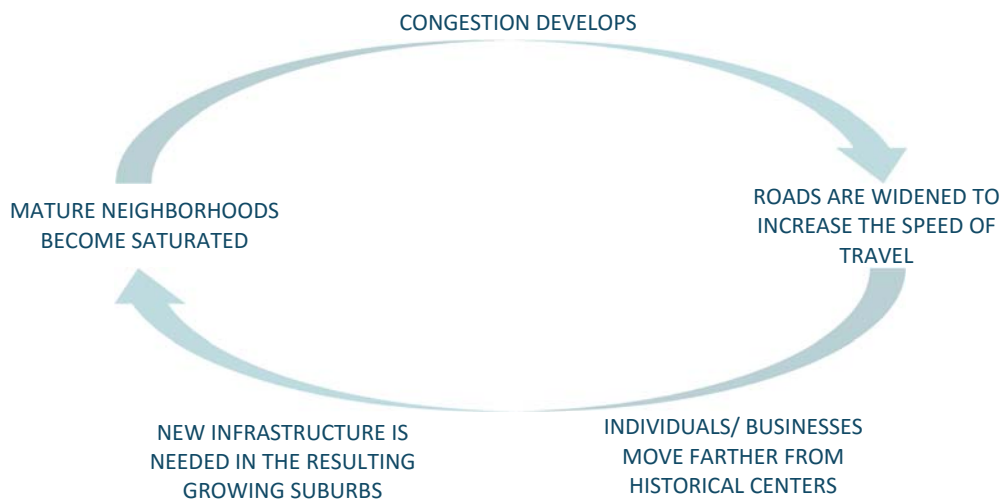 CONGESTION DEVELOPS
ROADS ARE WIDENED TO
INCREASE THE SPEED OF
TRAVEL
INDIVIDUALS/ BUSINESSES
MOVE FARTHER FROM
HISTORICAL CENTERS
NEW INFRASTRUCTURE IS
NEEDED IN THE RESULTING
GROWING SUBURBS
MATURE NEIGHBORHOODS
BECOME SATURATED